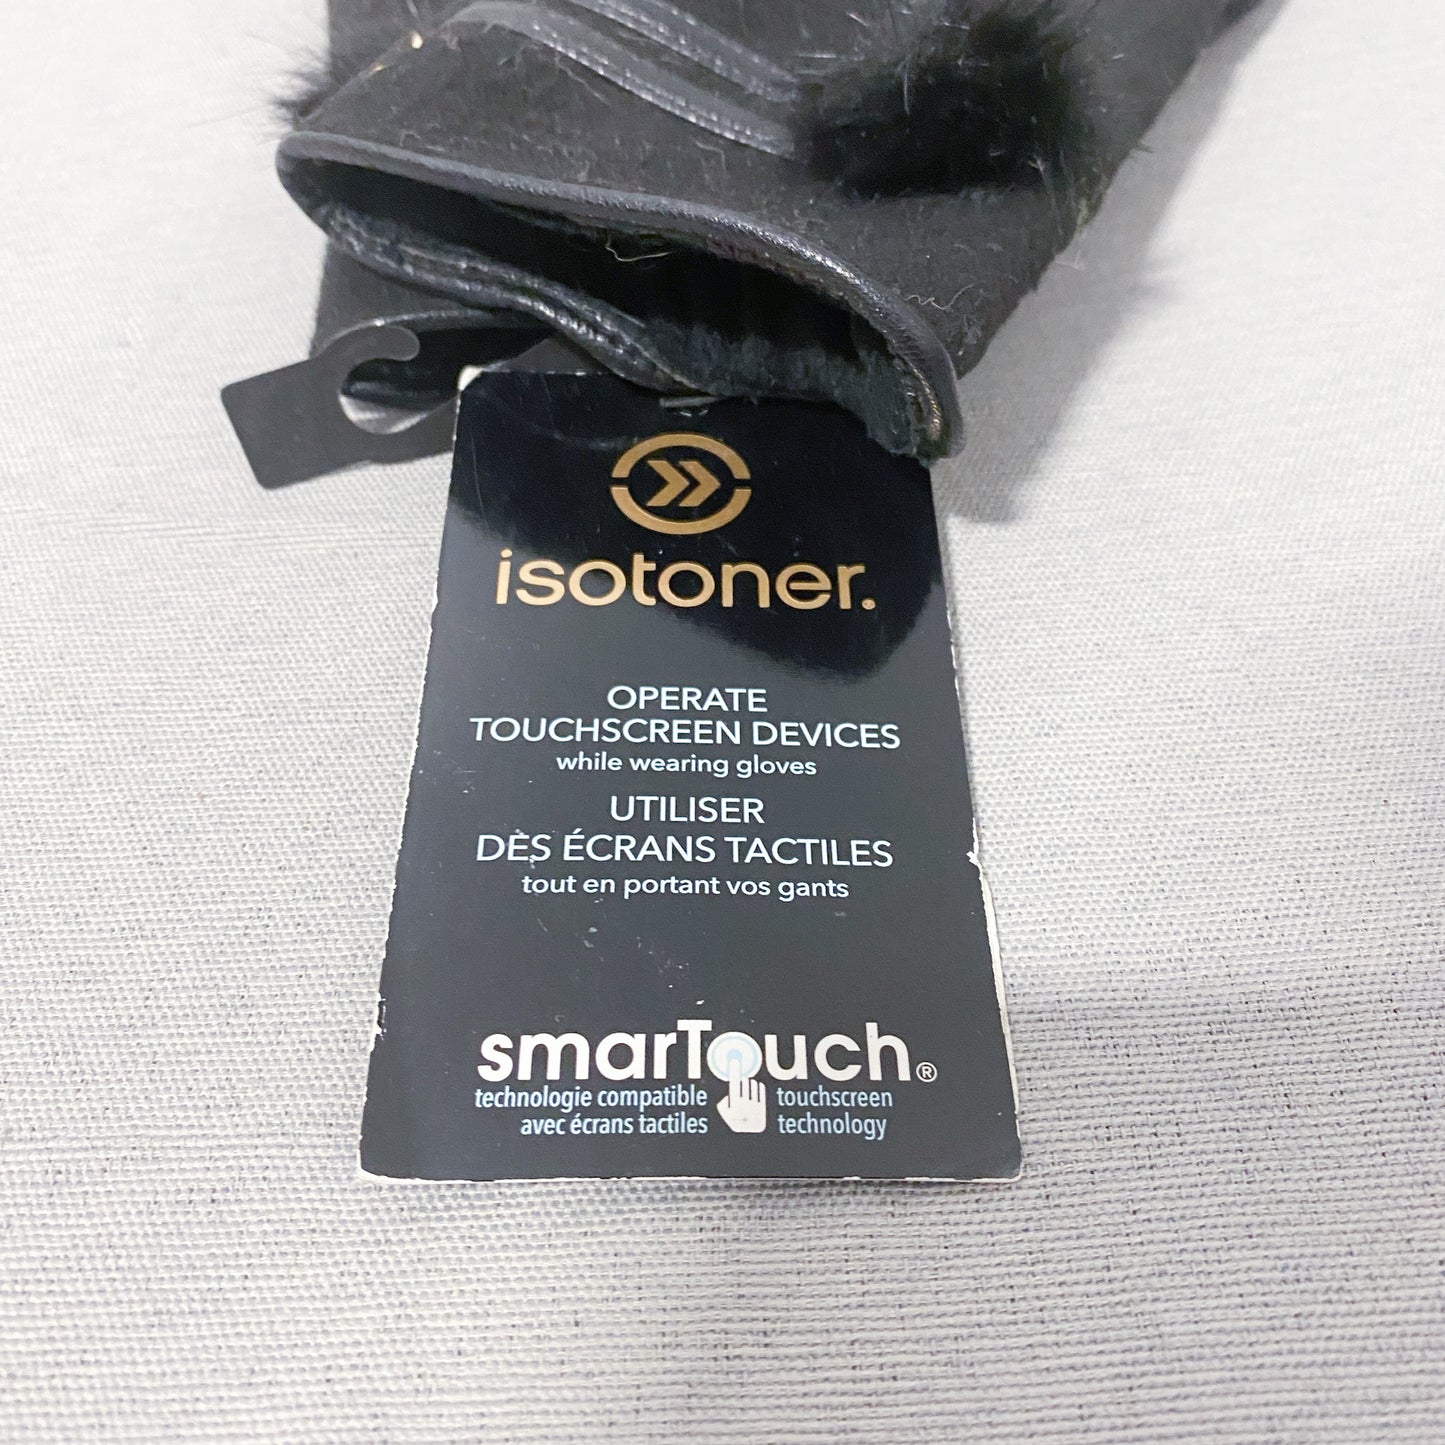 isotoner.®
OPERATE
TOUCHSCREEN DEVICES
while wearing gloves
UTILISER
DES ÉCRANS TACTILES
tout en portant vos gants
smarTouch®
technologie compatible
avec écrans tactiles
touchscreen
technology